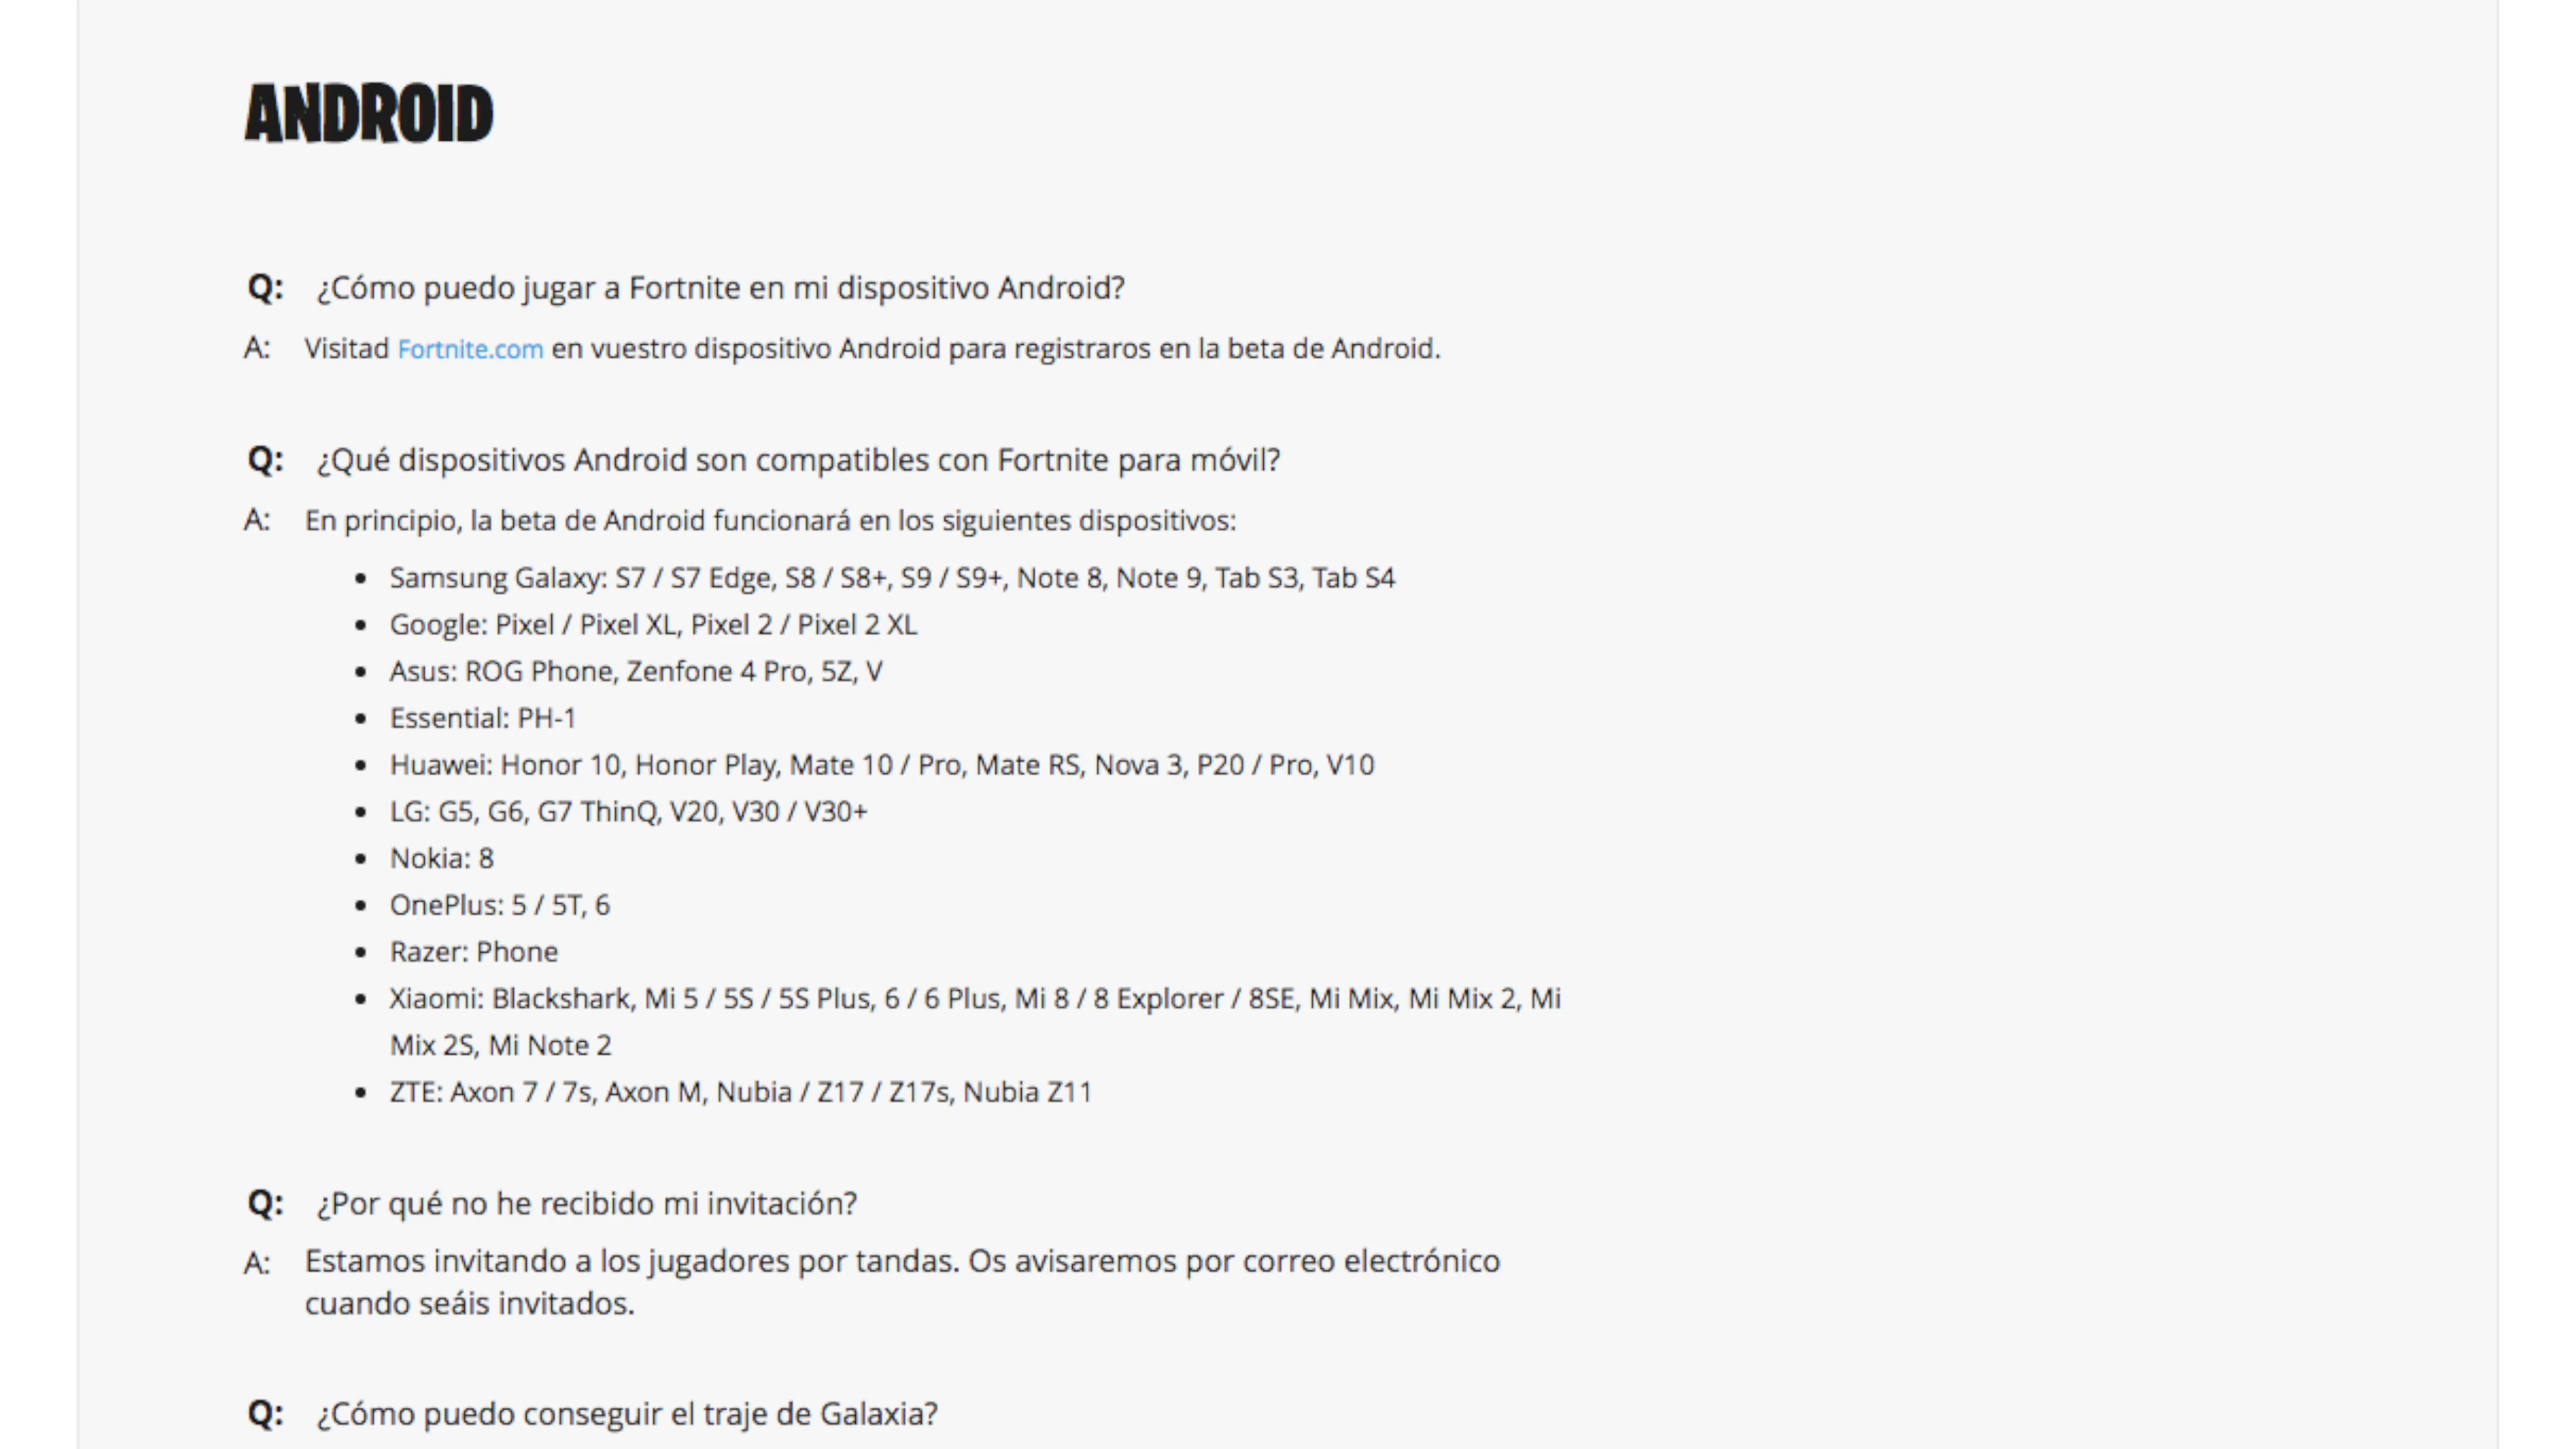 ANDROID
Q: ¿Cómo puedo jugar a Fortnite en mi dispositivo Android?
A: Visitad Fortnite.com en vuestro dispositivo Android para registraros en la beta de Android.
Q: ¿Qué dispositivos Android son compatibles con Fortnite para móvil?
A: En principio, la beta de Android funcionará en los siguientes dispositivos:
• Samsung Galaxy: S7 / S7 Edge, S8 / S8+, S9 / S9+, Note 8, Note 9, Tab S3, Tab S4
• Google: Pixel / Pixel XL, Pixel 2 / Pixel 2 XL
• Asus: ROG Phone, Zenfone 4 Pro, 5Z, V
• Essential: PH-1
• Huawei: Honor 10, Honor Play, Mate 10 / Pro, Mate RS, Nova 3, P20 / Pro, V10
• LG: G5, G6, G7 ThinQ, V20, V30 / V30+
• Nokia: 8
• OnePlus: 5 / 5T, 6
• Razer: Phone
• Xiaomi: Blackshark, Mi 5 / 5S / 5S Plus, 6 / 6 Plus, Mi 8 / 8 Explorer / 8SE, Mi Mix, Mi Mix 2, Mi
Mix 2S, Mi Note 2
• ZTE: Axon 7 / 7s, Axon M, Nubia / Z17 / Z17s, Nubia Z11
Q: ¿Por qué no he recibido mi invitación?
A: Estamos invitando a los jugadores por tandas. Os avisaremos por correo electrónico
cuando seáis invitados.
Q: ¿Cómo puedo conseguir el traje de Galaxia?